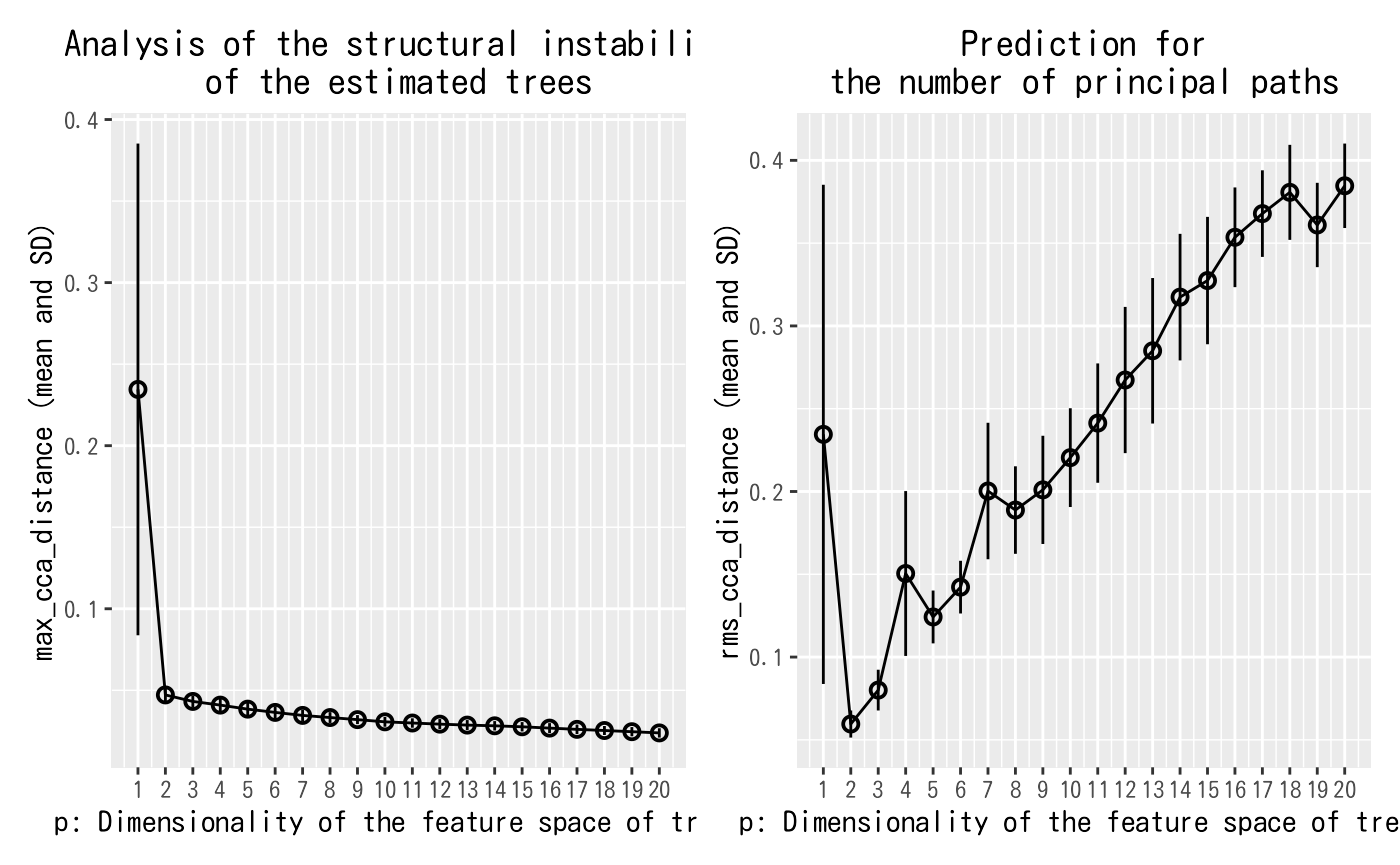 Analysis of the structural instabili
of the estimated trees
max_cca_distance (mean and SD)
0.4
0.3
0.2
0.1
1 2 3 4 5 6 7 8 9 10 11 12 13 14 15 16 17 18 19 20
p: Dimensionality of the feature space of tr
Prediction for
the number of principal paths
rms_cca_distance (mean and SD)
0.4
0.3
0.2
0.1
1 2 3 4 5 6 7 8 9 10 11 12 13 14 15 16 17 18 19 20
p: Dimensionality of the feature space of tre